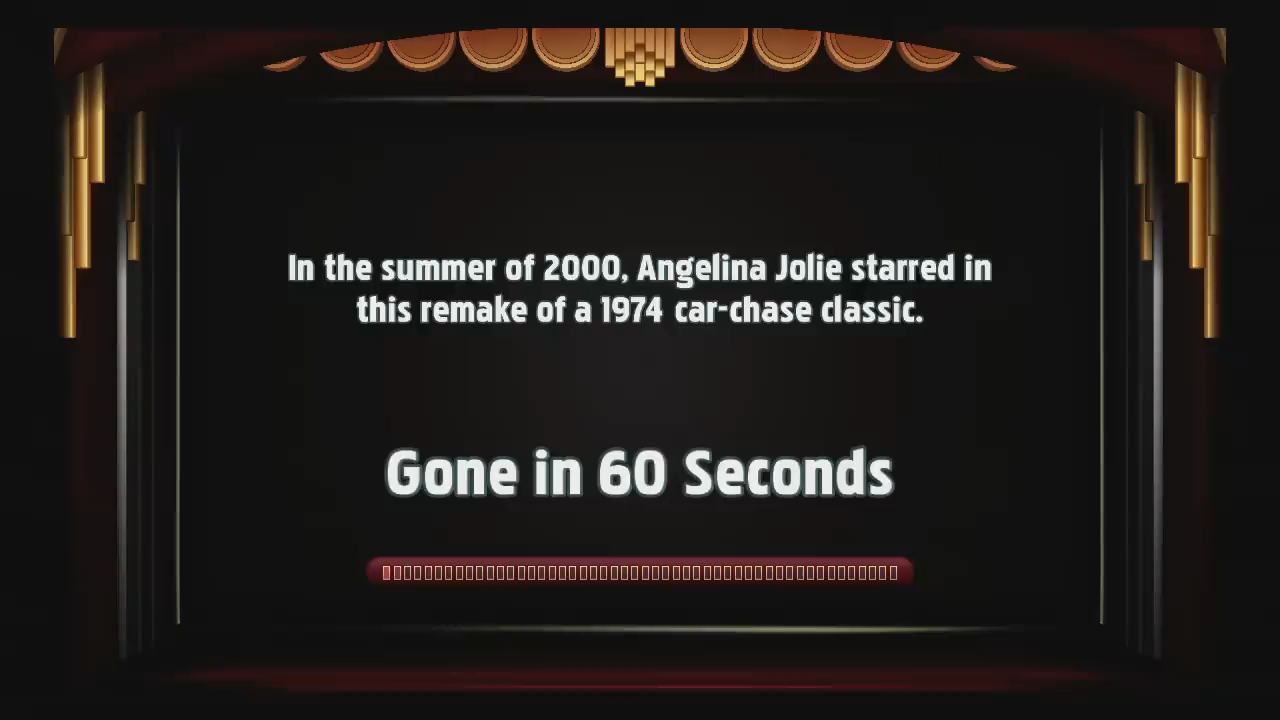 In the summer of 2000, Angelina Jolie starred in
this remake of a 1974 car-chase classic.
Gone in 60 Seconds